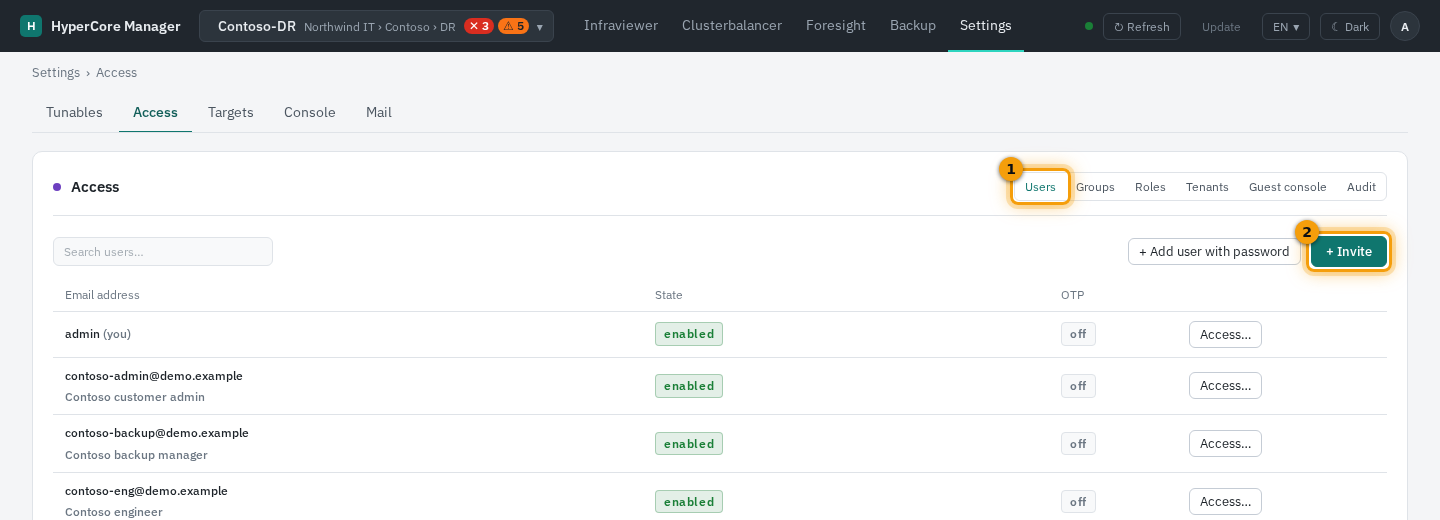 H HyperCore Manager Contoso-DR Northwind IT › Contoso › DR ✕ 3 ⚠ 5 ▾ Infraviewer Clusterbalancer Foresight Backup Settings ↻ Refresh Update EN ▾ ☾ Dark A
Settings › Access
Tunables Access Targets Console Mail
1
Access Users Groups Roles Tenants Guest console Audit
2
Search users… + Add user with password + Invite
Email address State OTP
admin (you) enabled off Access…
contoso-admin@demo.example
Contoso customer admin enabled off Access…
contoso-backup@demo.example
Contoso backup manager enabled off Access…
contoso-eng@demo.example
Contoso engineer enabled off Access…